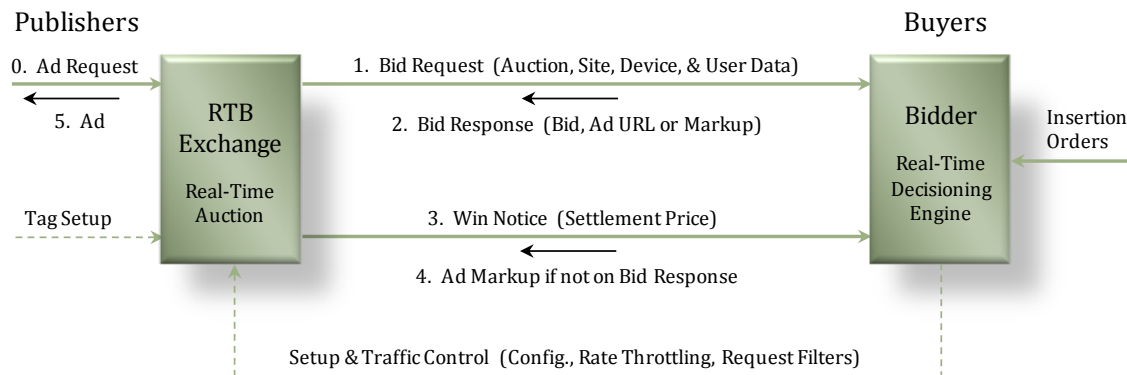 Publishers
Buyers
0. Ad Request
1. Bid Request (Auction, Site, Device, & User Data)
5. Ad
2. Bid Response (Bid, Ad URL or Markup)
RTB
Exchange
Real-Time
Auction
Bidder
Real-Time
Decisioning
Engine
Insertion
Orders
Tag Setup
3. Win Notice (Settlement Price)
4. Ad Markup if not on Bid Response
Setup & Traffic Control (Config., Rate Throttling, Request Filters)